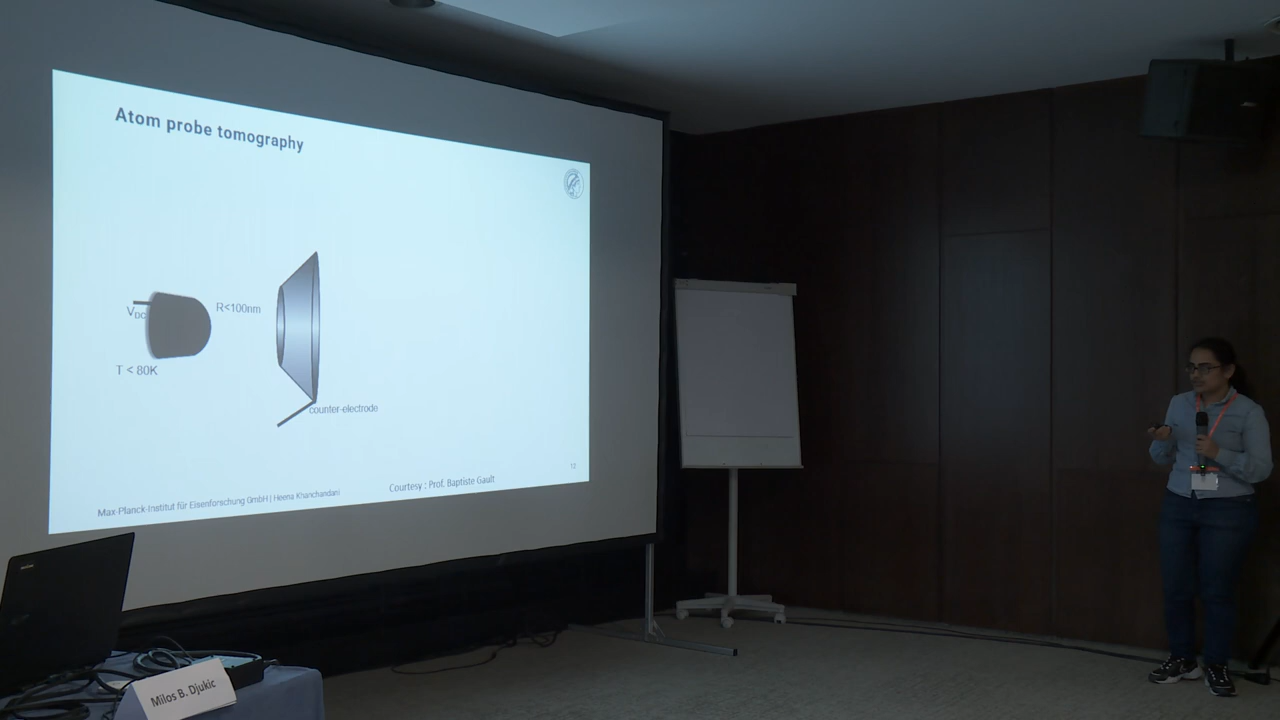 Atom probe tomography
V_DC
R<100nm
T < 80K
counter-electrode
12
Courtesy : Prof. Baptiste Gault
Max-Planck-Institut für Eisenforschung GmbH | Heena Khanchandani
Milos B. Djukic